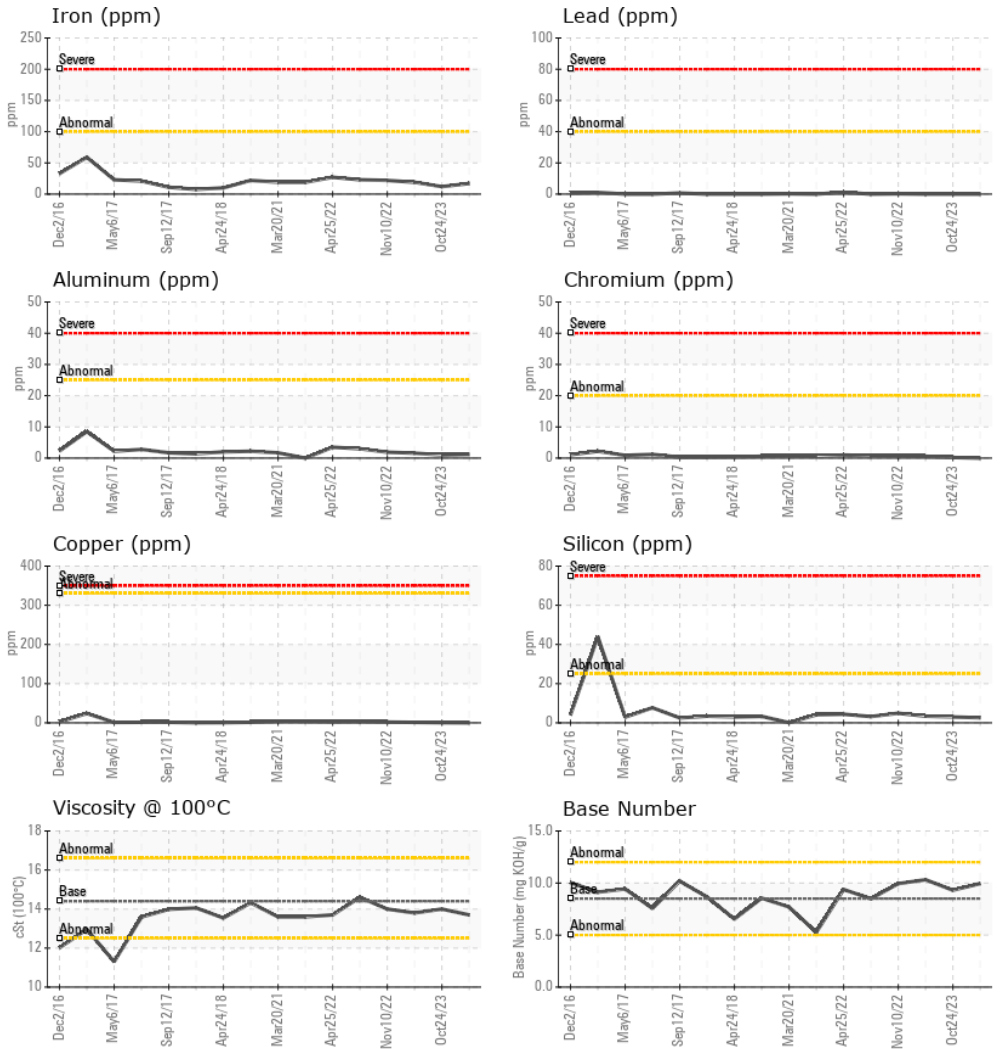 Iron (ppm)
250
200
150
100
50
0
ppm
Severe
Abnormal
Dec2/16
May6/17
Sep12/17
Apr24/18
Mar20/21
Apr25/22
Nov10/22
Oct24/23
Lead (ppm)
100
80
60
40
20
0
ppm
Severe
Abnormal
Dec2/16
May6/17
Sep12/17
Apr24/18
Mar20/21
Apr25/22
Nov10/22
Oct24/23
Aluminum (ppm)
50
40
30
20
10
0
ppm
Severe
Abnormal
Dec2/16
May6/17
Sep12/17
Apr24/18
Mar20/21
Apr25/22
Nov10/22
Oct24/23
Chromium (ppm)
50
40
30
20
10
0
ppm
Severe
Abnormal
Dec2/16
May6/17
Sep12/17
Apr24/18
Mar20/21
Apr25/22
Nov10/22
Oct24/23
Copper (ppm)
400
300
200
100
0
ppm
Severe
Abnormal
Dec2/16
May6/17
Sep12/17
Apr24/18
Mar20/21
Apr25/22
Nov10/22
Oct24/23
Silicon (ppm)
80
60
40
20
0
ppm
Severe
Abnormal
Dec2/16
May6/17
Sep12/17
Apr24/18
Mar20/21
Apr25/22
Nov10/22
Oct24/23
Viscosity @ 100°C
18
16
14
12
10
cSt (100°C)
Abnormal
Base
Abnormal
Dec2/16
May6/17
Sep12/17
Apr24/18
Mar20/21
Apr25/22
Nov10/22
Oct24/23
Base Number
15.0
10.0
5.0
0.0
Base Number (mg KOH/g)
Abnormal
Base
Abnormal
Dec2/16
May6/17
Sep12/17
Apr24/18
Mar20/21
Apr25/22
Nov10/22
Oct24/23